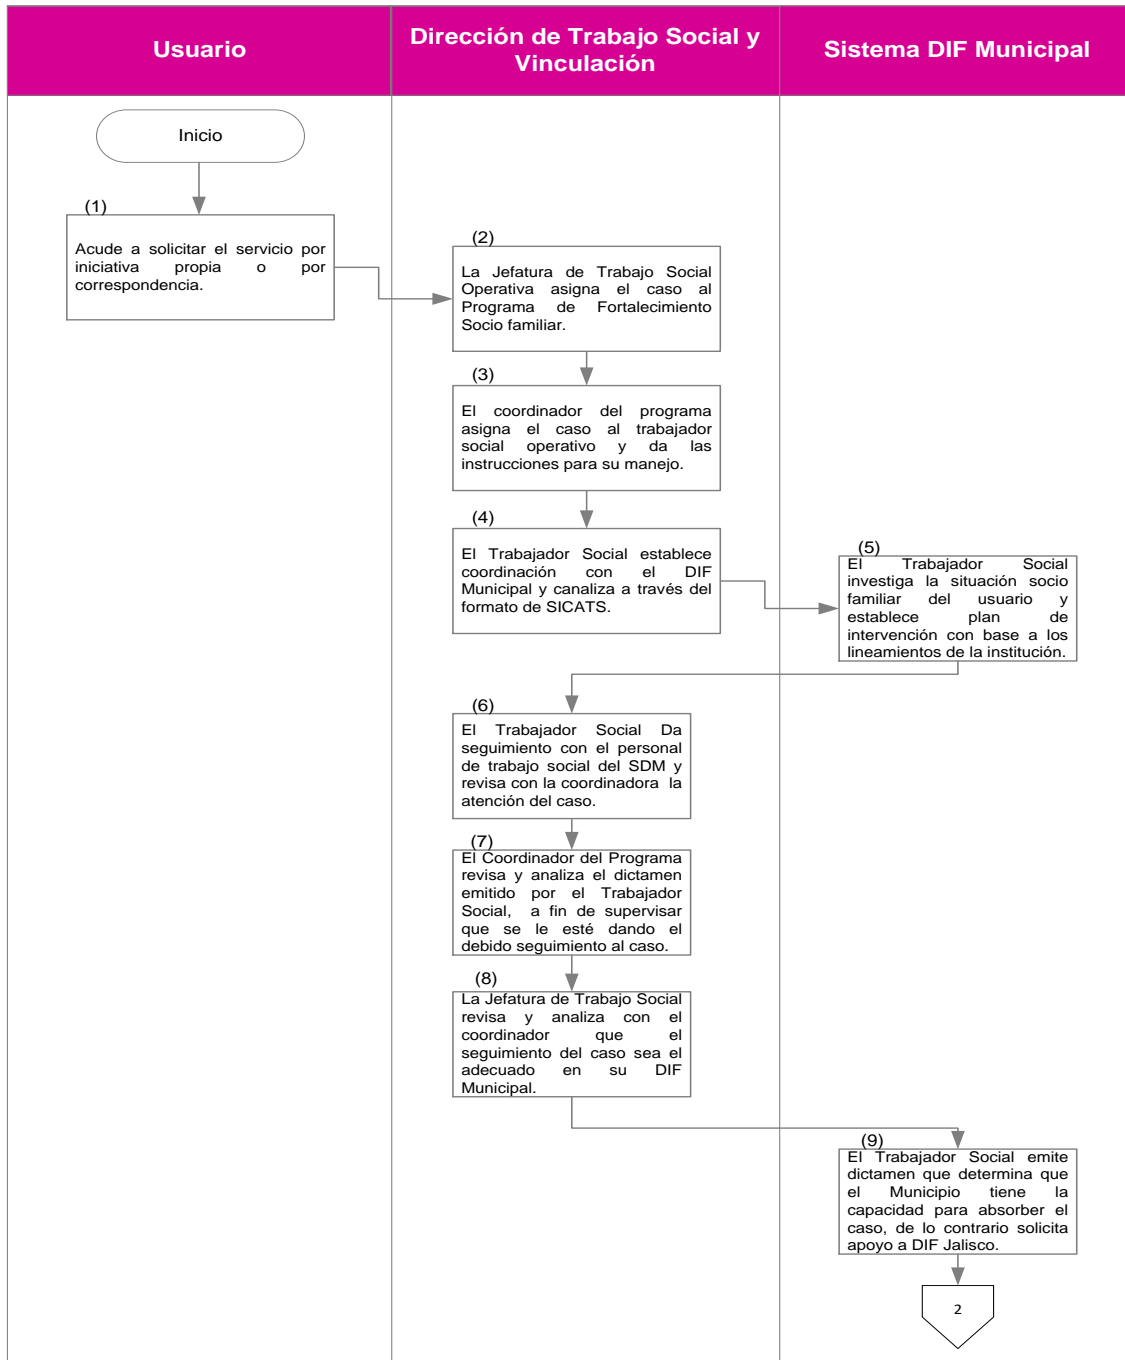 Usuario
Dirección de Trabajo Social y
Vinculación
Sistema DIF Municipal
Inicio
(1)
Acude a solicitar el servicio por
iniciativa propia o por
correspondencia.
(2)
La Jefatura de Trabajo Social
Operativa asigna el caso al
Programa de Fortalecimiento
Socio familiar.
(3)
El coordinador del programa
asigna el caso al trabajador
social operativo y da las
instrucciones para su manejo.
(4)
El Trabajador Social establece
coordinación con el DIF
Municipal y canaliza a través del
formato de SICATS.
(5)
El Trabajador Social
investiga la situación socio
familiar del usuario y
establece plan de
intervención con base a los
lineamientos de la institución.
(6)
El Trabajador Social Da
seguimiento con el personal
de trabajo social del SDM y
revisa con la coordinadora la
atención del caso.
(7)
El Coordinador del Programa
revisa y analiza el dictamen
emitido por el Trabajador
Social, a fin de supervisar
que se le esté dando el
debido seguimiento al caso.
(8)
La Jefatura de Trabajo Social
revisa y analiza con el
coordinador que el
seguimiento del caso sea el
adecuado en su DIF
Municipal.
(9)
El Trabajador Social emite
dictamen que determina que
el Municipio tiene la
capacidad para absorber el
caso, de lo contrario solicita
apoyo a DIF Jalisco.
2